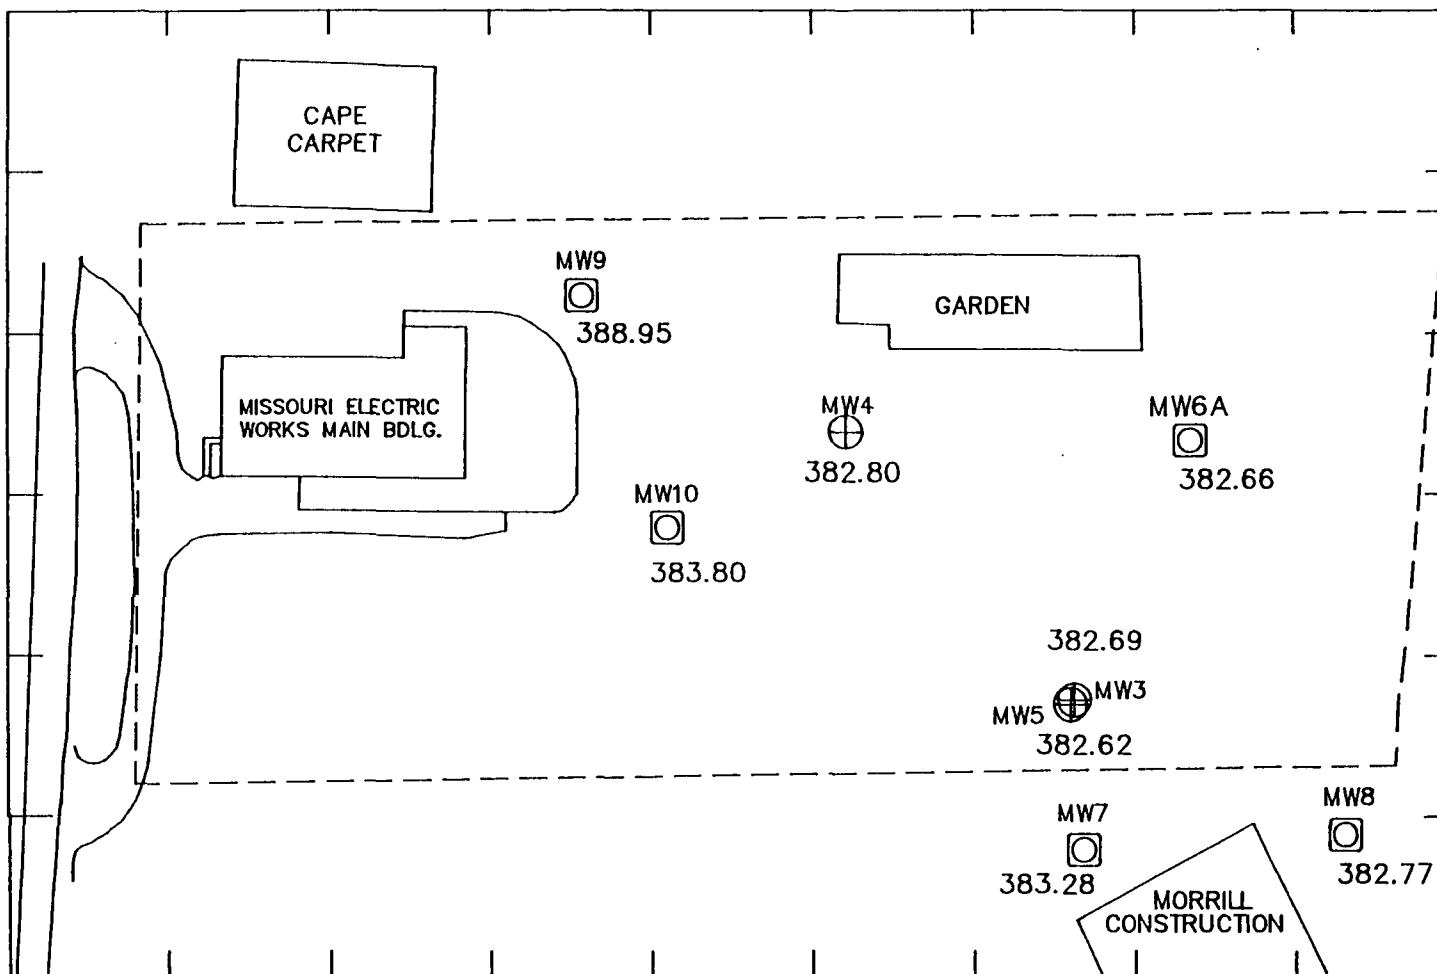 CAPE
CARPET
MW9
388.95
GARDEN
MISSOURI ELECTRIC
WORKS MAIN BDLG.
MW4
382.80
MW6A
382.66
MW10
383.80
382.69
MW3
MW5
382.62
MW7
383.28
MW8
382.77
MORRILL
CONSTRUCTION